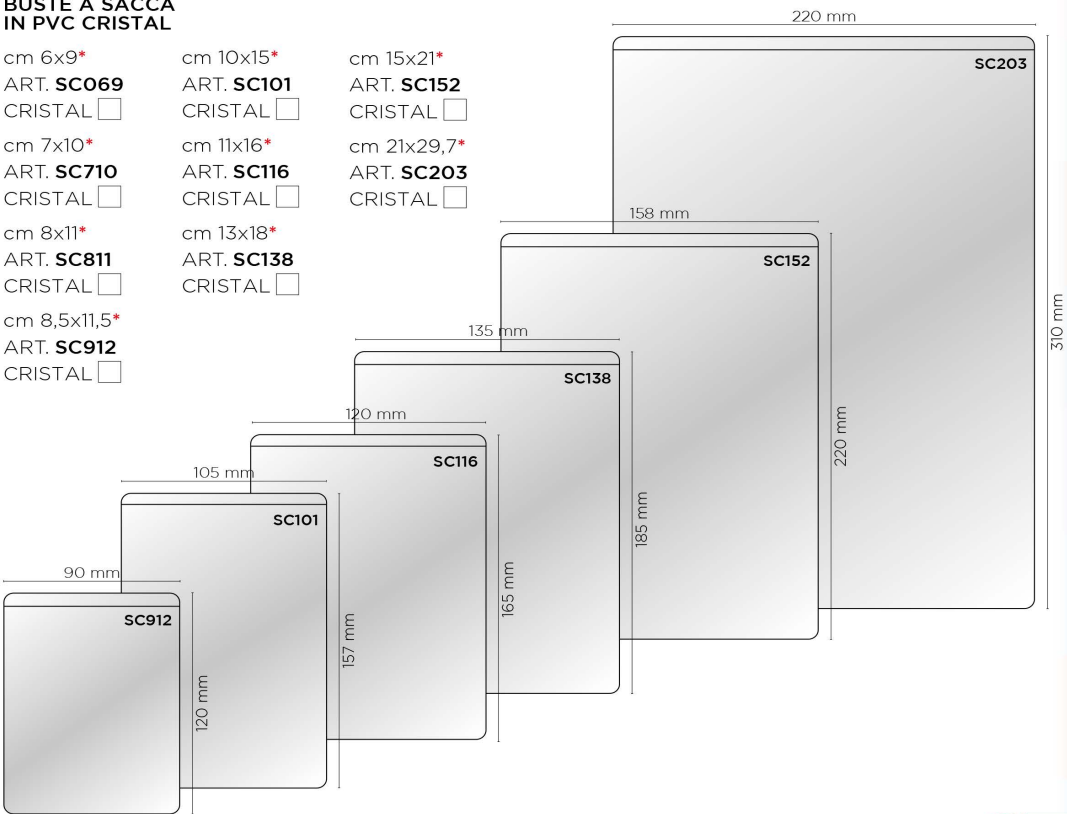 BUSTE A SACCA
IN PVC CRISTAL
cm 6x9*
ART. SC069
CRISTAL
cm 7x10*
ART. SC710
CRISTAL
cm 8x11*
ART. SC811
CRISTAL
cm 8,5x11,5*
ART. SC912
CRISTAL
cm 10x15*
ART. SC101
CRISTAL
cm 11x16*
ART. SC116
CRISTAL
cm 13x18*
ART. SC138
CRISTAL
cm 15x21*
ART. SC152
CRISTAL
cm 21x29,7*
ART. SC203
CRISTAL
220 mm
SC203
310 mm
158 mm
SC152
220 mm
135 mm
SC138
185 mm
120 mm
SC116
165 mm
105 mm
SC101
157 mm
90 mm
SC912
120 mm